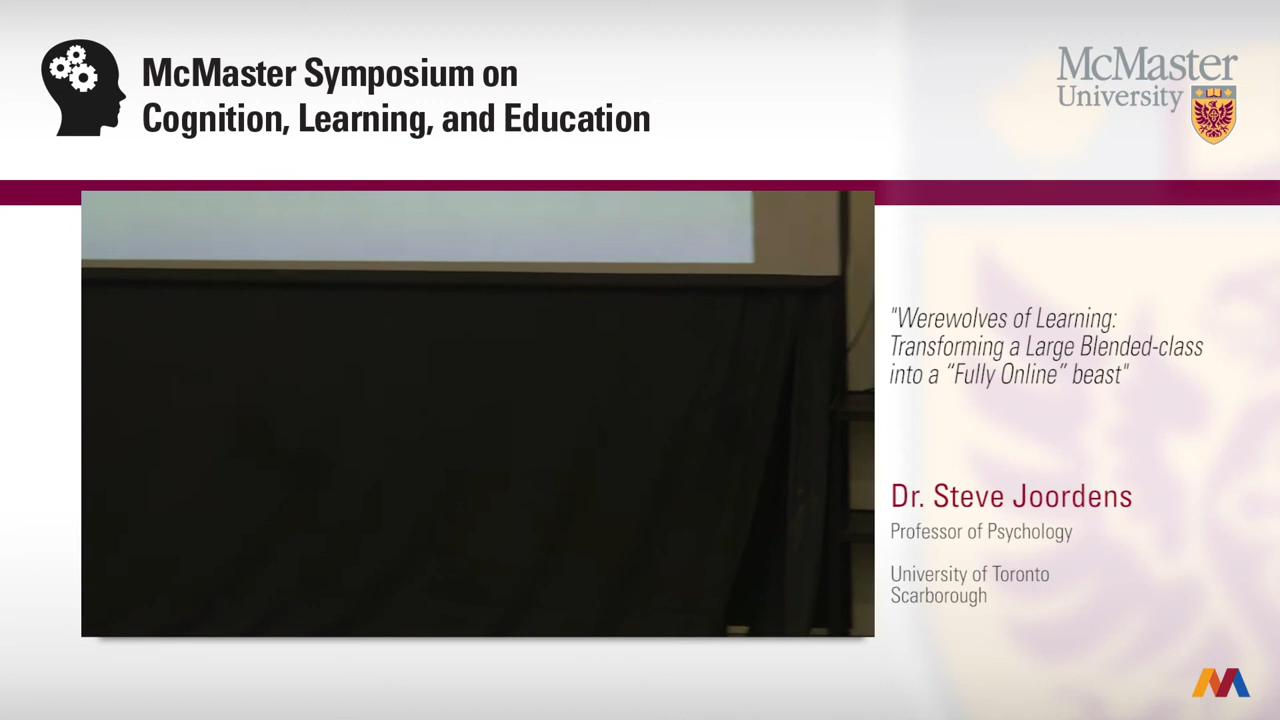 McMaster Symposium on
Cognition, Learning, and Education
McMaster
University
"Werewolves of Learning:
Transforming a Large Blended-class
into a “Fully Online” beast"
Dr. Steve Joordens
Professor of Psychology
University of Toronto
Scarborough